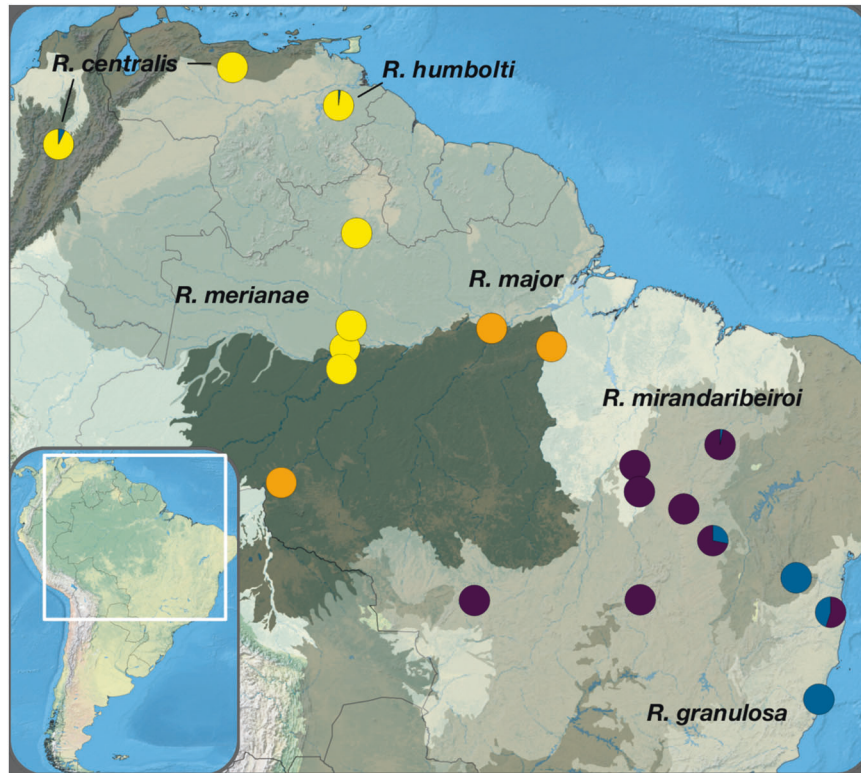 R. centralis
R. humbolti
R. merianae
R. major
R. mirandaribeiroi
R. granulosa